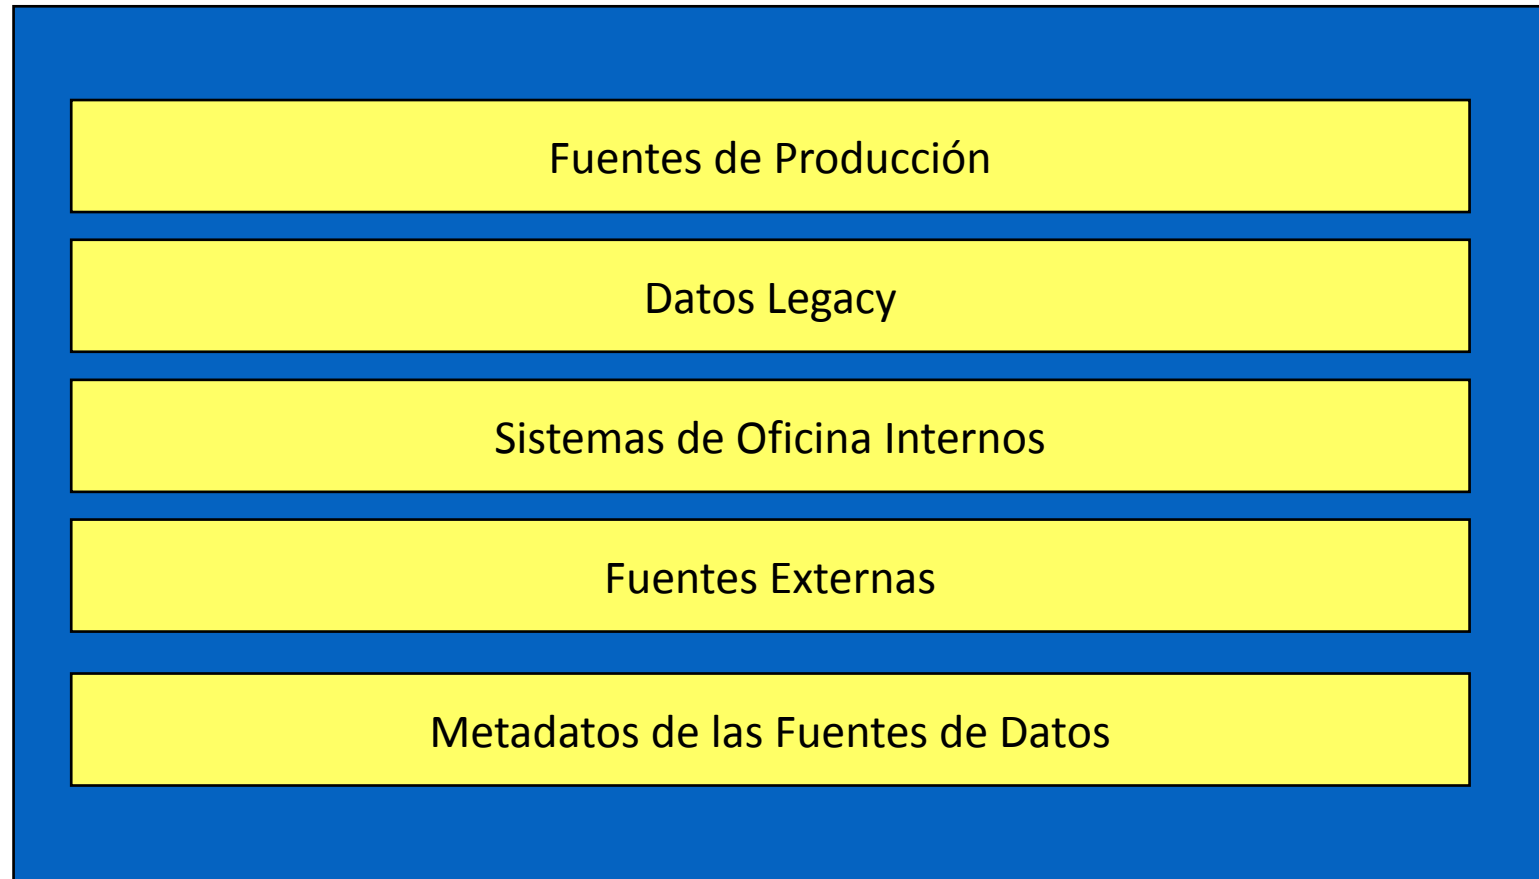 Fuentes de Producción
Datos Legacy
Sistemas de Oficina Internos
Fuentes Externas
Metadatos de las Fuentes de Datos